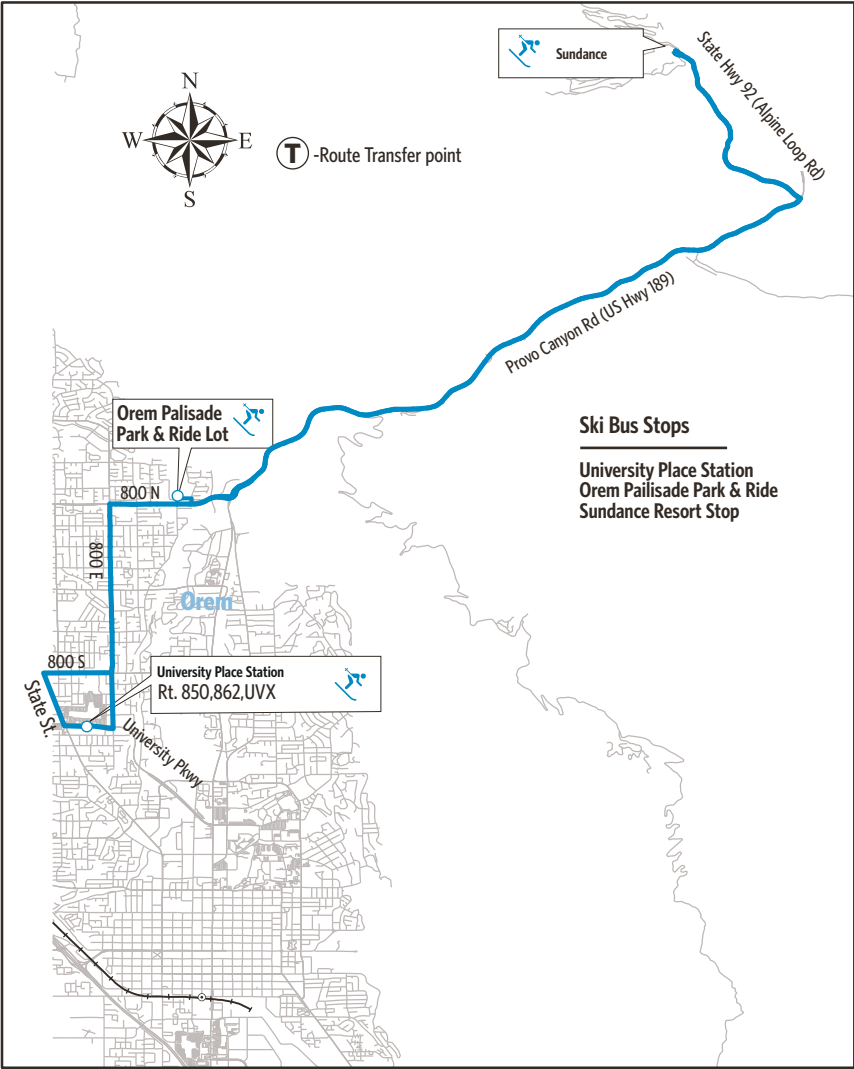 Sundance
State Hwy 92 (Alpine Loop Rd)
N
W
E
S
T
-Route Transfer point
Provo Canyon Rd (US Hwy 189)
Orem Palisade
Park & Ride Lot
Ski Bus Stops
University Place Station
Orem Pailisade Park & Ride
Sundance Resort Stop
800 N
800 E
Orem
800 S
University Place Station
Rt. 850,862,UVX
State St.
University Pkwy